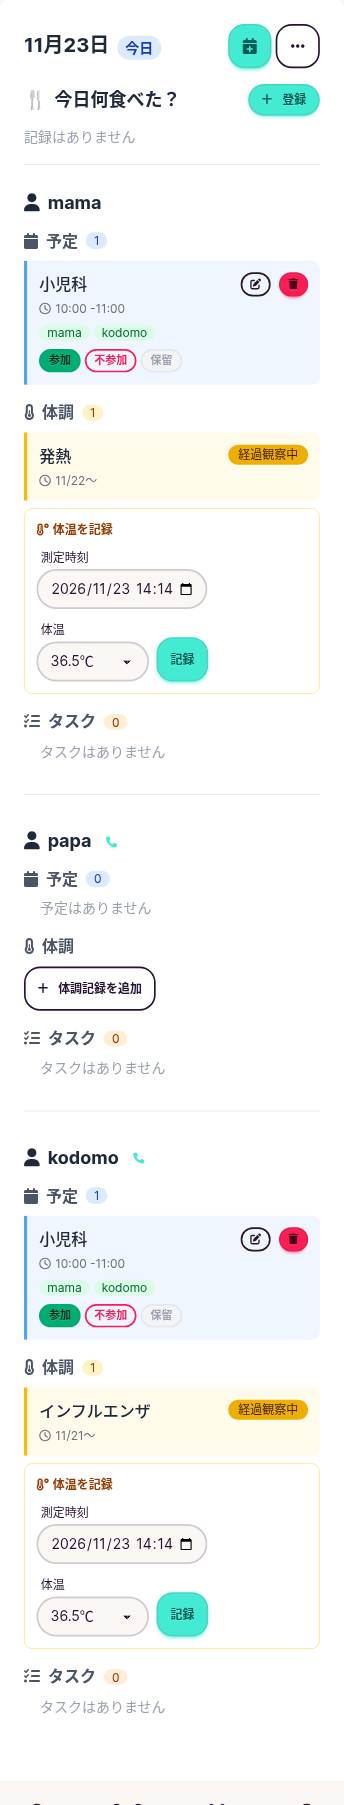 11月23日 今日
今日何食べた？ 登録
記録はありません
mama
予定 1
小児科
10:00 -11:00
mama kodomo
参加 不参加 保留
体調 1
発熱 経過観察中
11/22〜
体温を記録
測定時刻
2026/11/23 14:14
体温
36.5℃ 記録
タスク 0
タスクはありません
papa
予定 0
予定はありません
体調
体調記録を追加
タスク 0
タスクはありません
kodomo
予定 1
小児科
10:00 -11:00
mama kodomo
参加 不参加 保留
体調 1
インフルエンザ 経過観察中
11/21〜
体温を記録
測定時刻
2026/11/23 14:14
体温
36.5℃ 記録
タスク 0
タスクはありません